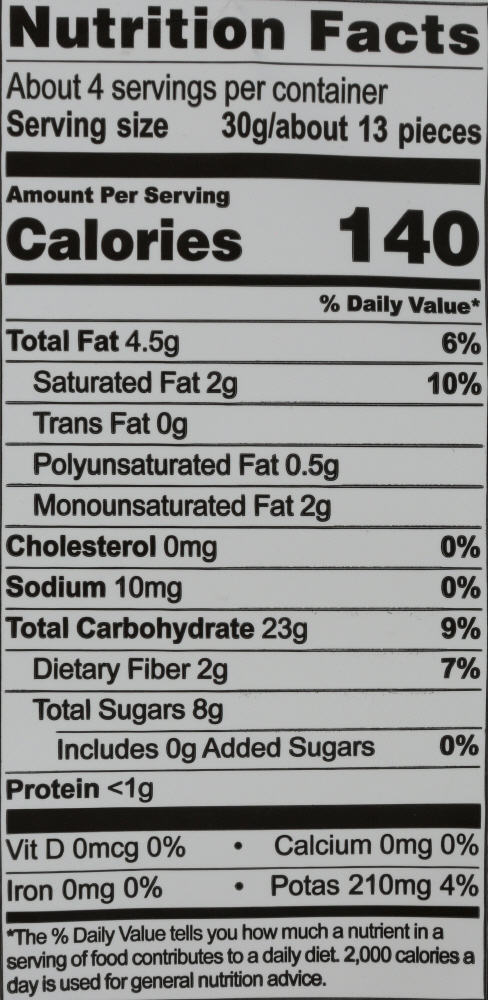 Nutrition Facts
About 4 servings per container
Serving size 30g/about 13 pieces
Amount Per Serving
Calories 140
% Daily Value*
Total Fat 4.5g 6%
Saturated Fat 2g 10%
Trans Fat 0g
Polyunsaturated Fat 0.5g
Monounsaturated Fat 2g
Cholesterol 0mg 0%
Sodium 10mg 0%
Total Carbohydrate 23g 9%
Dietary Fiber 2g 7%
Total Sugars 8g
Includes 0g Added Sugars 0%
Protein <1g
Vit D 0mcg 0% • Calcium 0mg 0%
Iron 0mg 0% • Potas 210mg 4%
*The % Daily Value tells you how much a nutrient in a
serving of food contributes to a daily diet. 2,000 calories a
day is used for general nutrition advice.